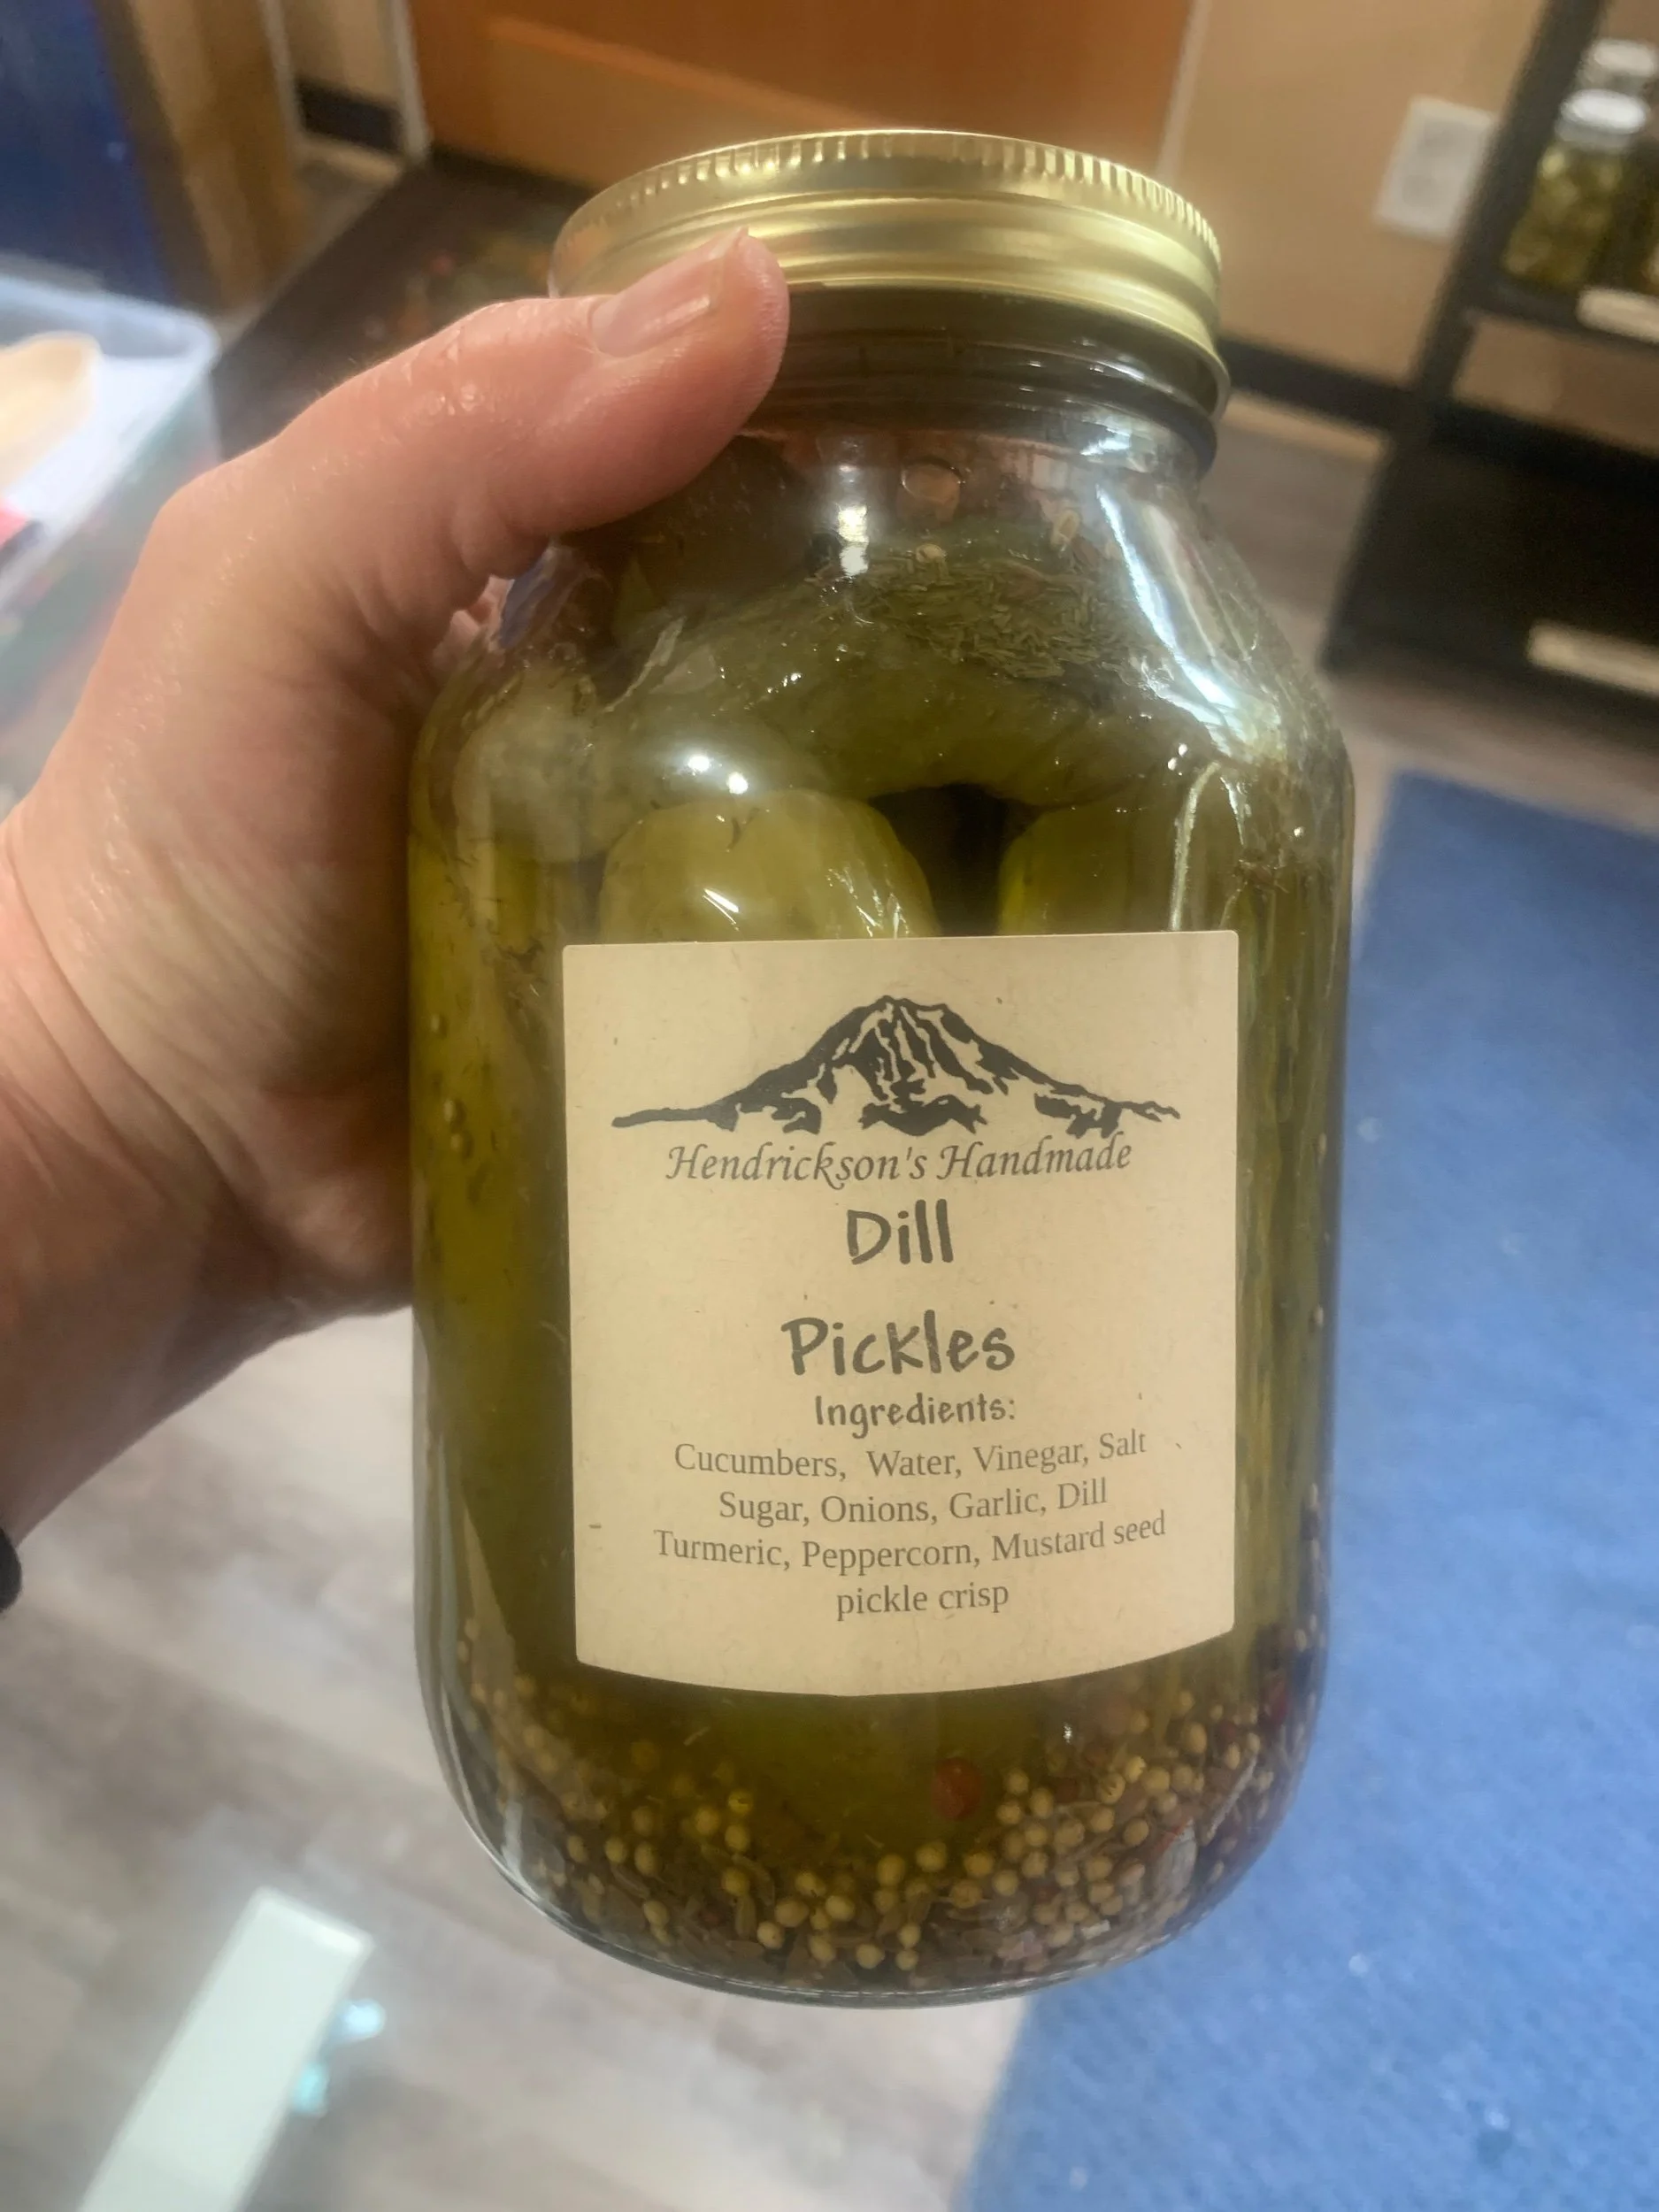 Hendrickson's Handmade
Dill
Pickles
Ingredients:
Cucumbers, Water, Vinegar, Salt
Sugar, Onions, Garlic, Dill
Turmeric, Peppercorn, Mustard seed
pickle crisp